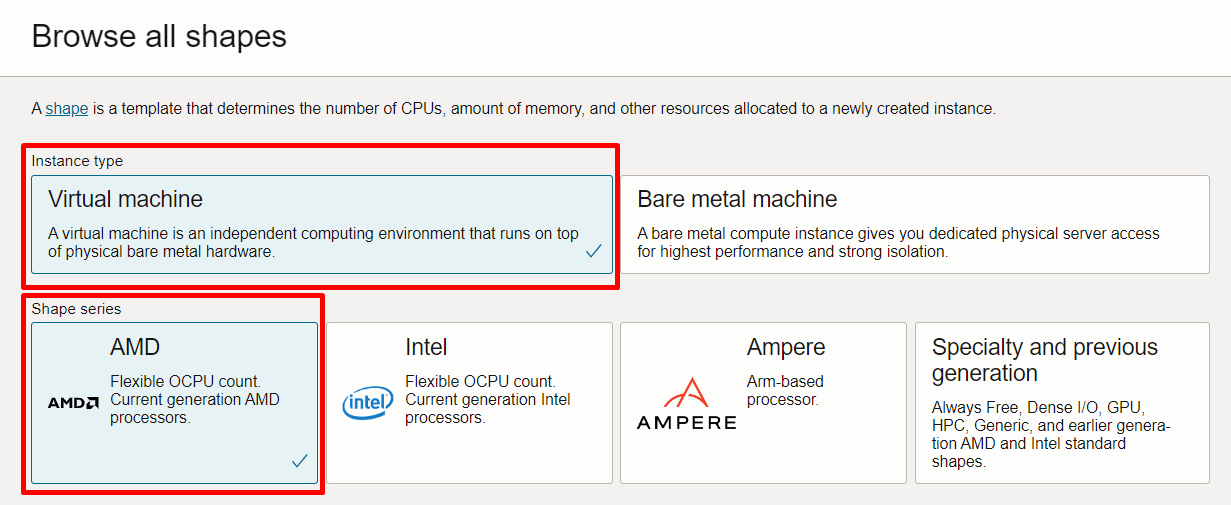 Browse all shapes
A shape is a template that determines the number of CPUs, amount of memory, and other resources allocated to a newly created instance.
Instance type
Virtual machine
A virtual machine is an independent computing environment that runs on top
of physical bare metal hardware.
Bare metal machine
A bare metal compute instance gives you dedicated physical server access
for highest performance and strong isolation.
Shape series
AMD
AMD
Flexible OCPU count.
Current generation AMD
processors.
intel
Intel
Flexible OCPU count.
Current generation Intel
processors.
AMPERE
Ampere
Arm-based
processor.
Specialty and previous
generation
Always Free, Dense I/O, GPU,
HPC, Generic, and earlier genera-
tion AMD and Intel standard
shapes.